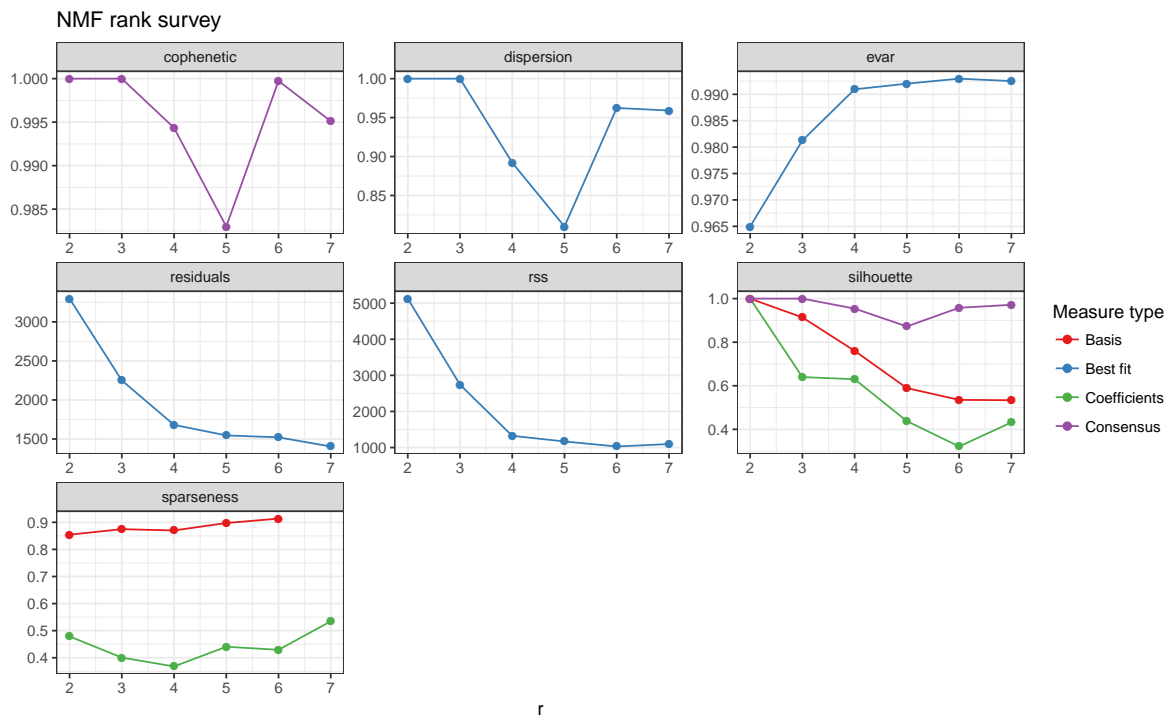 NMF rank survey
cophenetic
dispersion
evar
1.000
0.995
0.990
0.985
2 3 4 5 6 7
1.00
0.95
0.90
0.85
2 3 4 5 6 7
0.990
0.985
0.980
0.975
0.970
0.965
2 3 4 5 6 7
residuals
rss
silhouette
3000
2500
2000
1500
2 3 4 5 6 7
5000
4000
3000
2000
1000
2 3 4 5 6 7
1.0
0.8
0.6
0.4
2 3 4 5 6 7
Measure type
Basis
Best fit
Coefficients
Consensus
sparseness
0.9
0.8
0.7
0.6
0.5
0.4
2 3 4 5 6 7
r